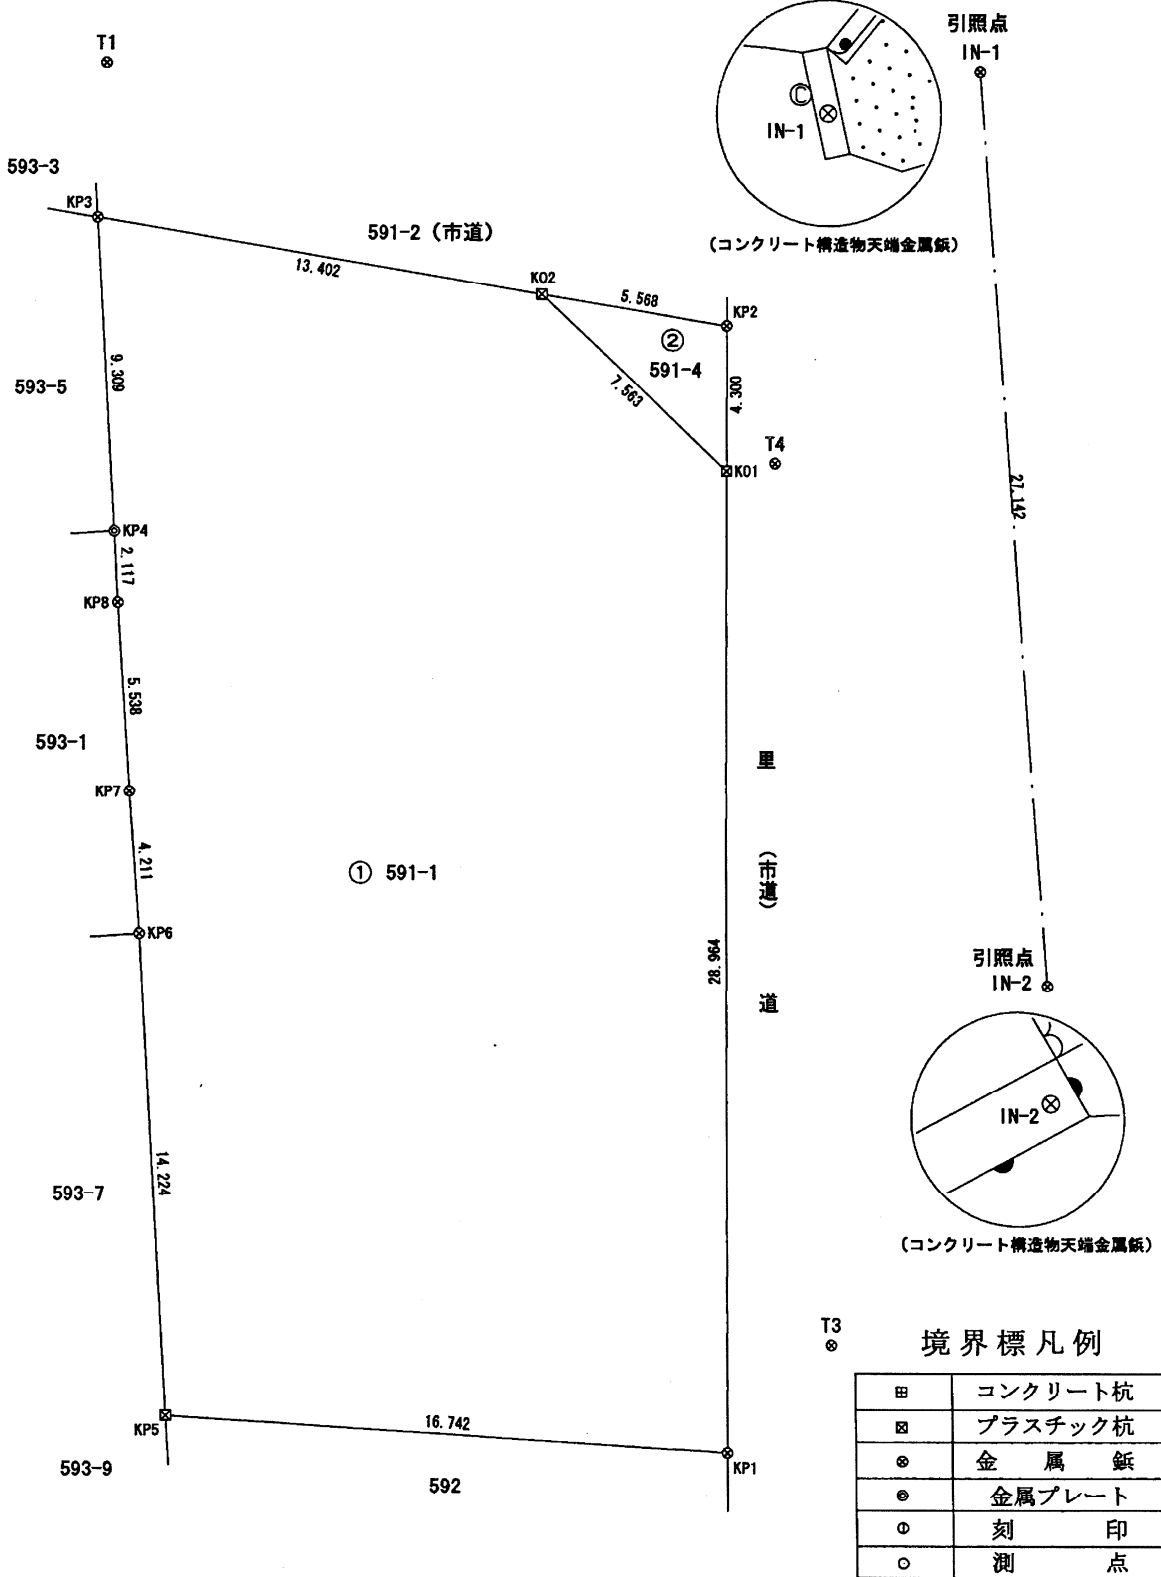 T1
引照点
IN-1
Ⓒ
IN-1
(コンクリート構造物天端金属鋲)
593-3
KP3
591-2 (市道)
13.402
K02
5.568
KP2
②
591-4
7.563
4.300
9.309
593-5
T4
K01
27.142
KP4
2.117
KP8
5.538
593-1
KP7
里
(市道)
道
4.211
① 591-1
KP6
28.964
引照点
IN-2
IN-2
(コンクリート構造物天端金属鋲)
14.224
593-7
T3
KP5
16.742
KP1
593-9
592
境界標凡例
コンクリート杭
プラスチック杭
金属鋲
金属プレート
刻印
測点